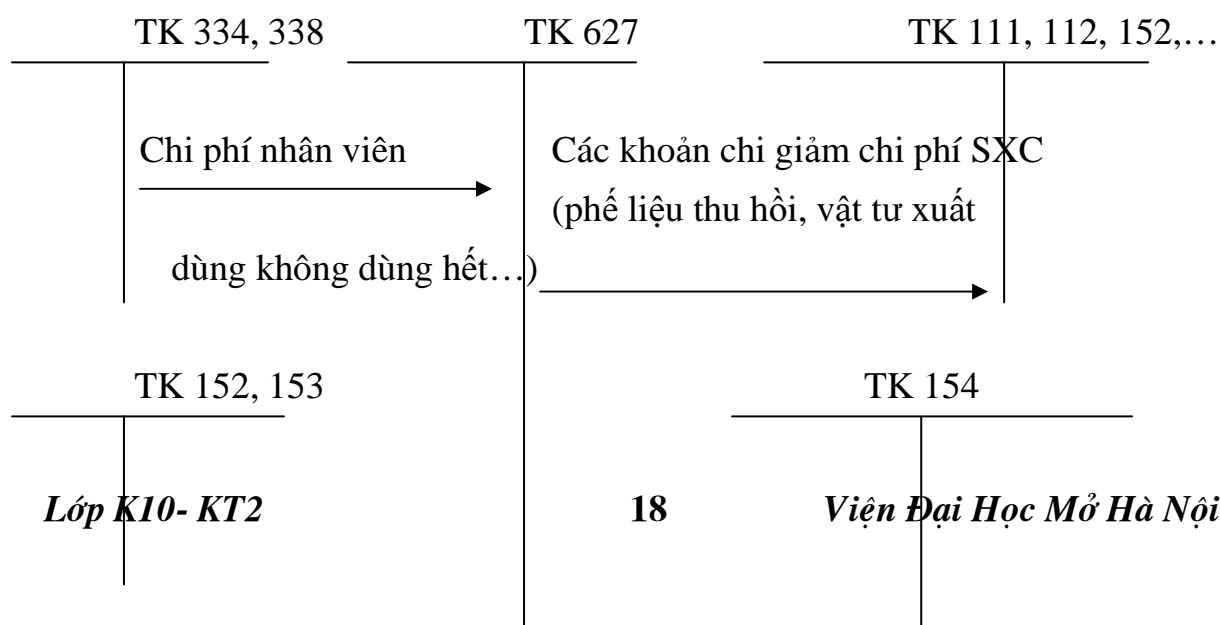 TK 334, 338 TK 627 TK 111, 112, 152,…
Chi phí nhân viên Các khoản chi giảm chi phí SXC
(phế liệu thu hồi, vật tư xuất
dùng không dùng hết…)
TK 152, 153 TK 154
Lớp K10- KT2 18 Viện Đại Học Mở Hà Nội